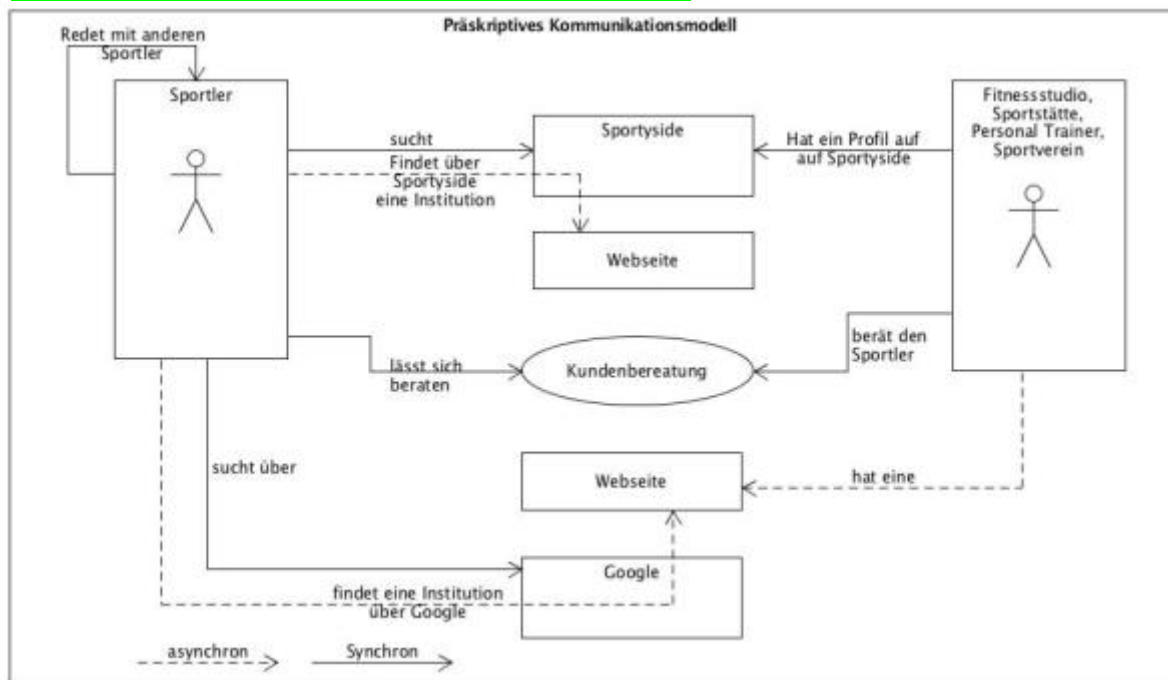 Präskriptives Kommunikationsmodell
Redet mit anderen
Sportler
Sportler
sucht
Findet über
Sportyside
eine Institution
Sportyside
Hat ein Profil auf
auf Sportyside
Fitnessstudio,
Sportstätte,
Personal Trainer,
Sportverein
Webseite
lässt sich
beraten
Kundenbereatung
berät den
Sportler
sucht über
Webseite
hat eine
Google
findet eine Institution
über Google
asynchron
Synchron